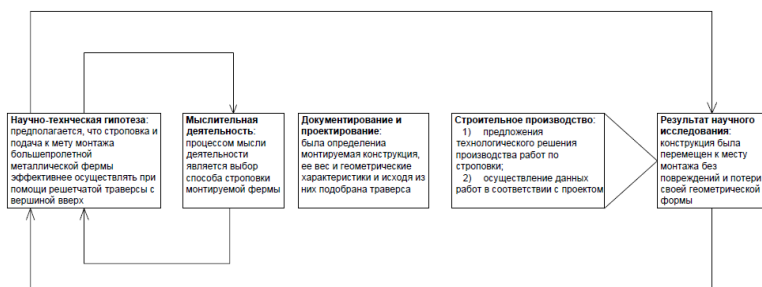 Научно-техническая гипотеза:
предполагается, что строповка и
подача к мету монтажа
большепролетной
металлической фермы
эффективнее осуществлять при
помощи решетчатой траверсы с
вершиной вверх
Мыслительная
деятельность:
процессом мысли
деятельности
является выбор
способа строповки
монтируемой фермы
Документирование и
проектирование:
была определена
монтируемая конструкция,
ее вес и геометрические
характеристики и исходя из
них подобрана траверса
Строительное производство:
1) предложения
технологического решения
производства работ по
строповки;
2) осуществление данных
работ в соответствии с проектом
Результат научного
исследования:
конструкция была
перемещен к месту
монтажа без
повреждений и потери
своей геометрической
формы